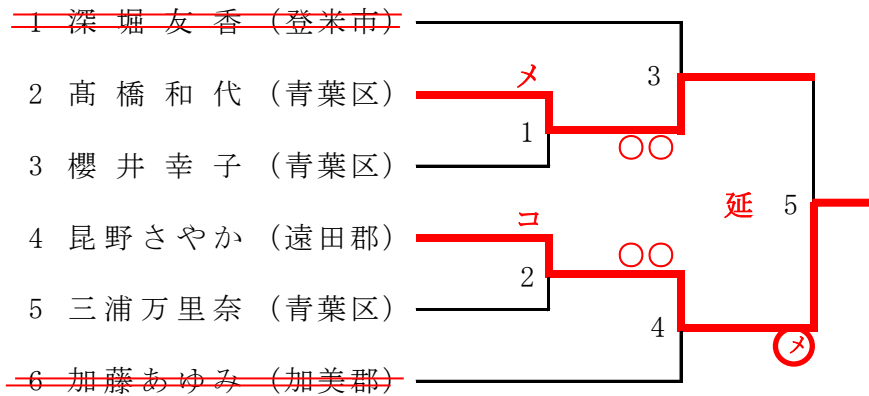 1 深堀友香 (登米市)
3
メ
2 髙橋和代 (青葉区)
1
〇〇
3 櫻井幸子 (青葉区)
延 5
コ
4 昆野さやか (遠田郡)
〇〇
2
5 三浦万里奈 (青葉区)
4
メ
6 加藤あゆみ (加美郡)